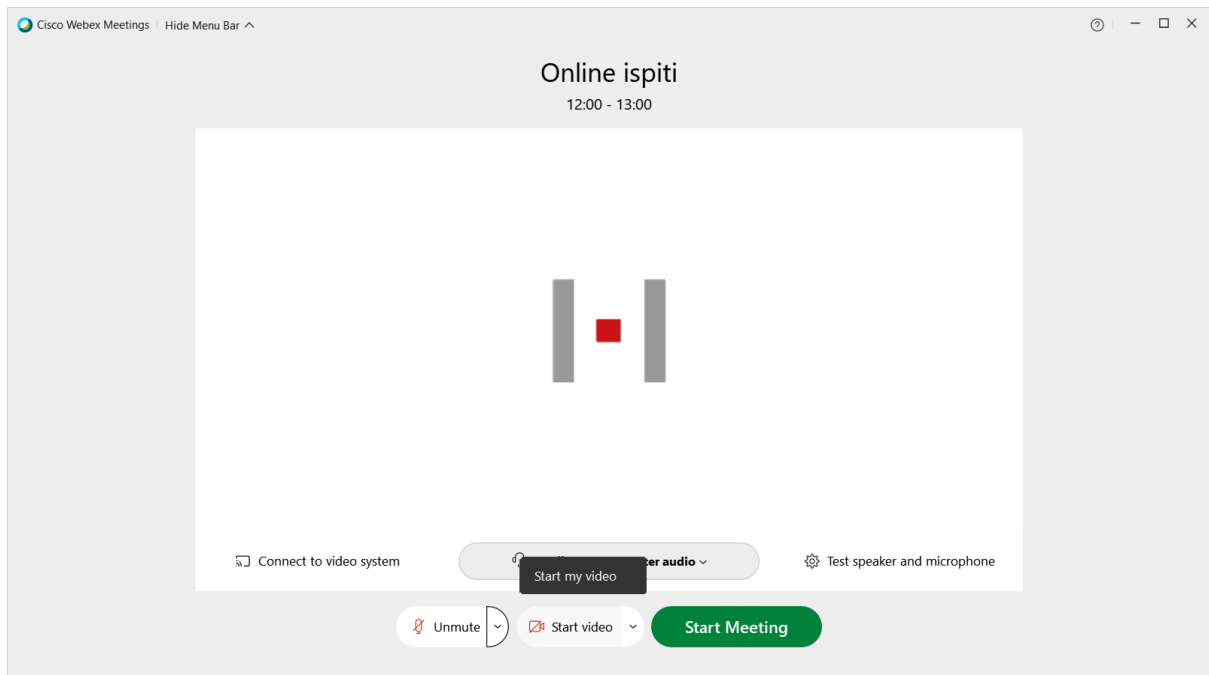 Cisco Webex Meetings Hide Menu Bar
Online ispiti
12:00 - 13:00
Connect to video system
audio
Test speaker and microphone
Start my video
Unmute
Start video
Start Meeting